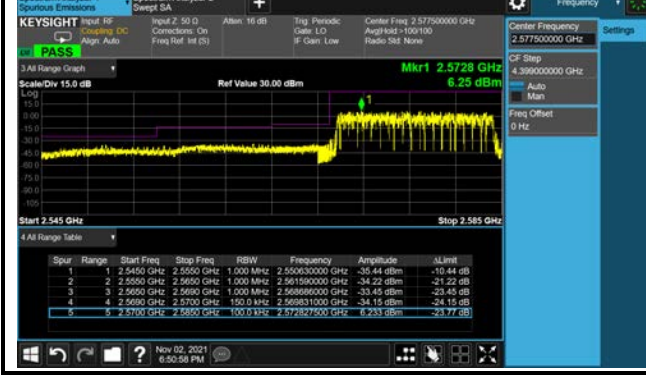 Spurious Emissions
Swept SA
Frequency
KEYSIGHT Input: RF
Coupling: DC
Align: Auto
Input Z: 50 Ω
Corrections: On
Freq Ref: Int (S)
Atten: 16 dB
Trig: Periodic
Gate: LO
IF Gain: Low
Center Freq: 2.577500000 GHz
Avg|Hold:>100/100
Radio Std: None
PASS
Center Frequency
2.577500000 GHz
Settings
CF Step
4.399000000 GHz
Auto
Man
Freq Offset
0 Hz
3 All Range Graph
Mkr1 2.5728 GHz
Scale/Div 15.0 dB
Ref Value 30.00 dBm
6.25 dBm
Log
15.0
0.00
-15.0
-30.0
-45.0
-60.0
-75.0
-90.0
-105
1
Start 2.545 GHz
Stop 2.585 GHz
4 All Range Table
Spur Range Start Freq Stop Freq RBW Frequency Amplitude ΔLimit
1 1 2.5450 GHz 2.5550 GHz 1.000 MHz 2.550630000 GHz -35.44 dBm -10.44 dB
2 2 2.5550 GHz 2.5650 GHz 1.000 MHz 2.561590000 GHz -34.22 dBm -21.22 dB
3 3 2.5650 GHz 2.5690 GHz 1.000 MHz 2.568686000 GHz -33.45 dBm -23.45 dB
4 4 2.5690 GHz 2.5700 GHz 150.0 kHz 2.569831000 GHz -34.15 dBm -24.15 dB
5 5 2.5700 GHz 2.5850 GHz 100.0 kHz 2.572827500 GHz 6.233 dBm -23.77 dB
Nov 02, 2021
6:50:58 PM